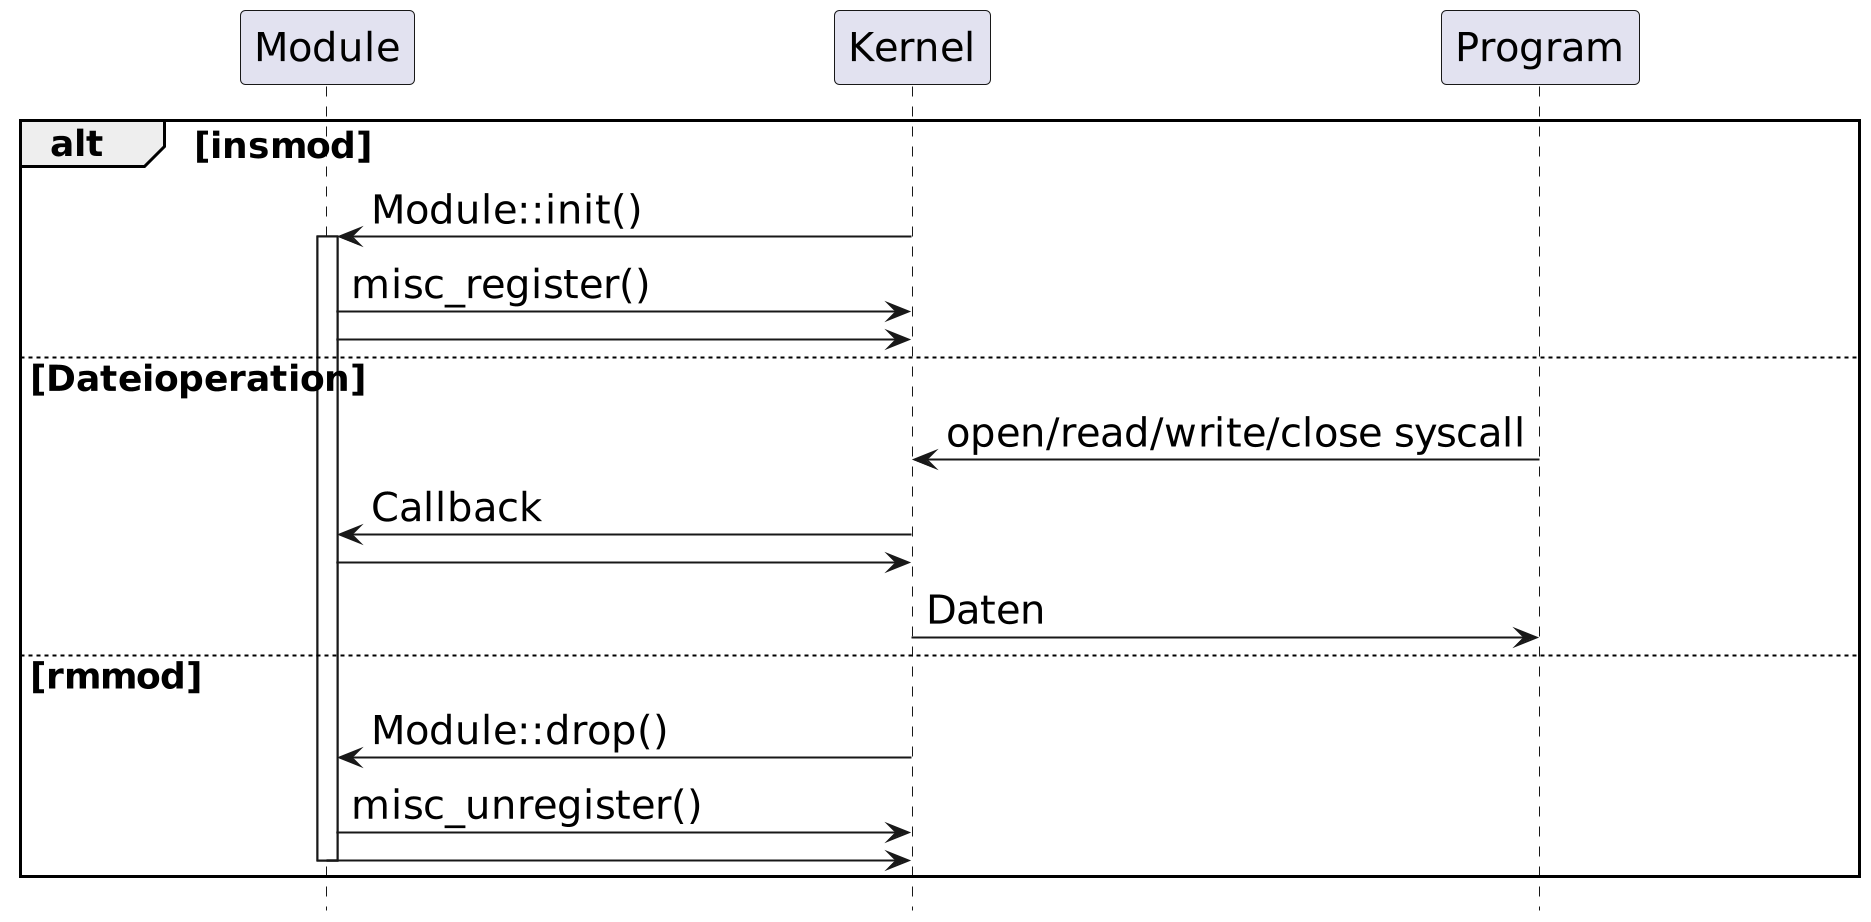 Module
Kernel
Program
alt
[insmod]
Module::init()
misc_register()
[Dateioperation]
open/read/write/close syscall
Callback
Daten
[rmmod]
Module::drop()
misc_unregister()